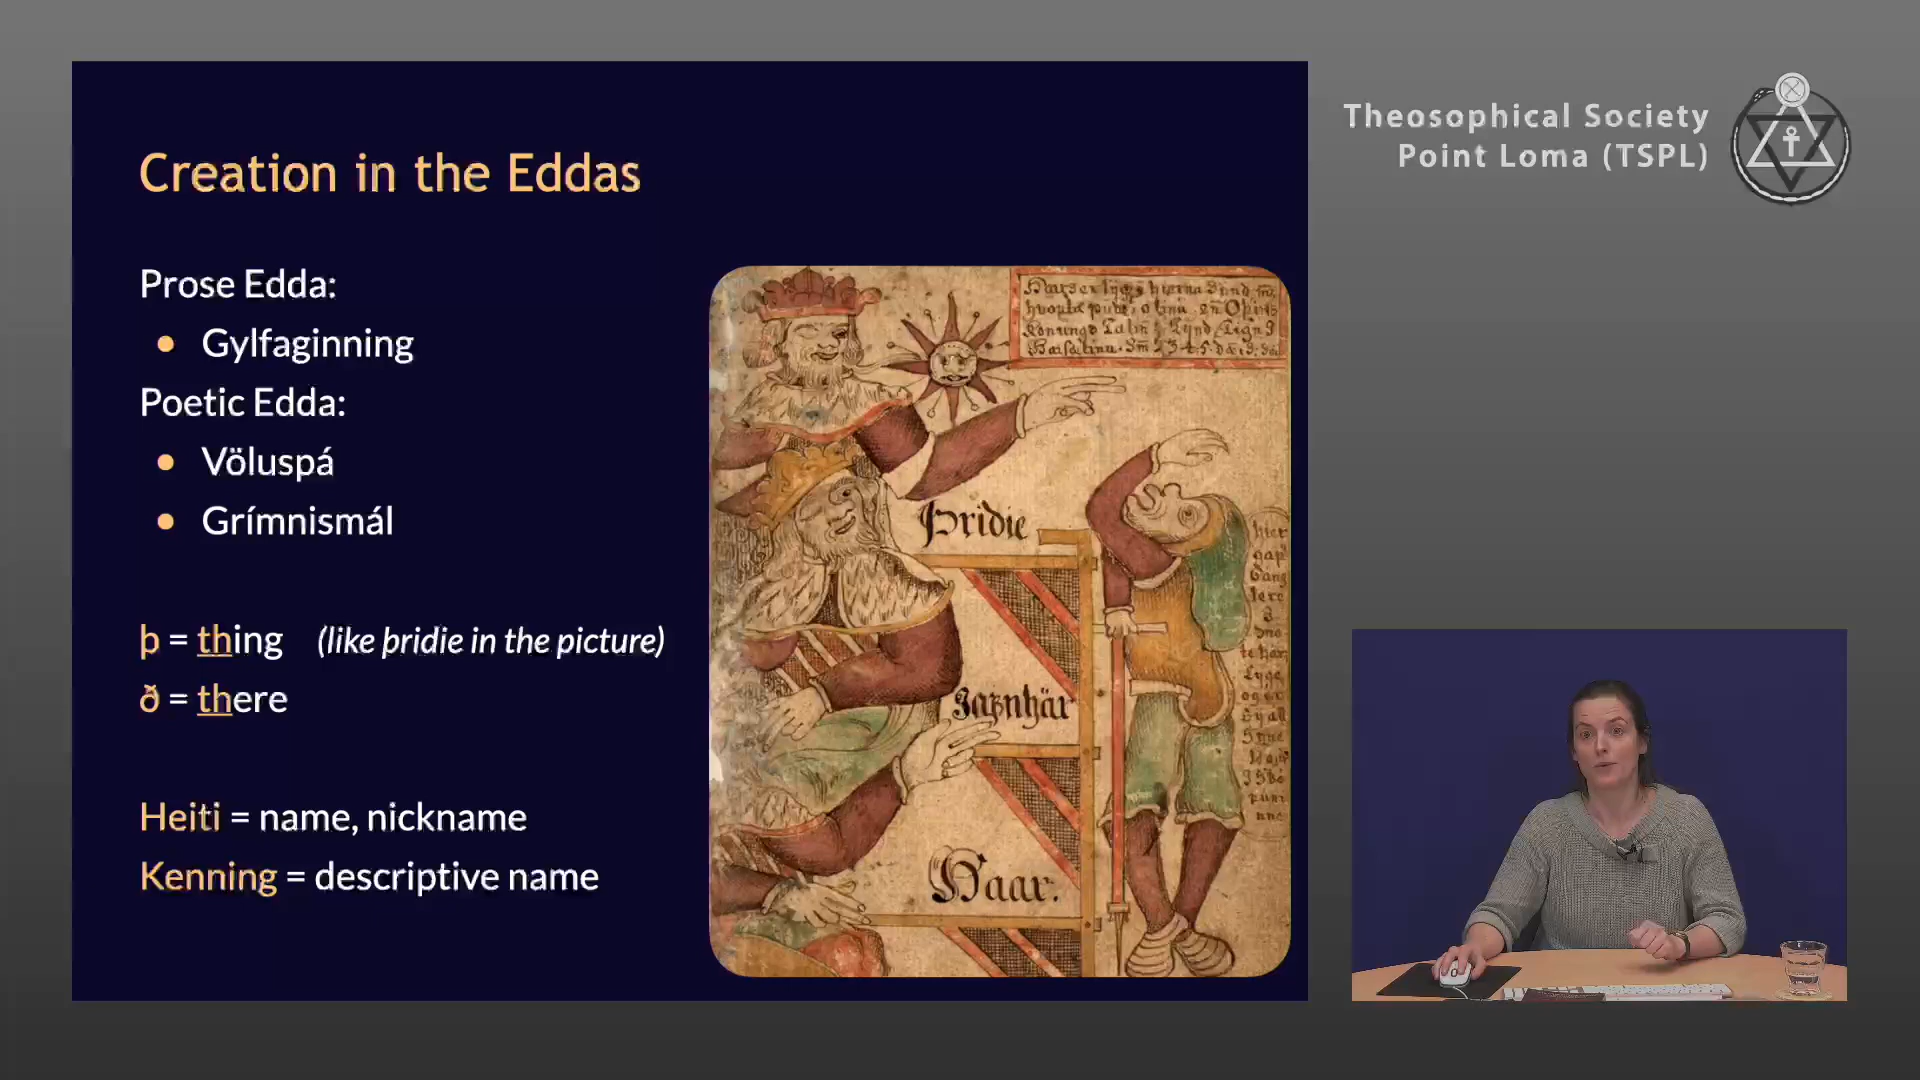 Creation in the Eddas
Prose Edda:
Gylfaginning
Poetic Edda:
Völuspá
Grímnismál
þ = thing (like þridie in the picture)
ð = there
Heiti = name, nickname
Kenning = descriptive name
Þridie
Jafnhär
Haar.
Theosophical Society
Point Loma (TSPL)